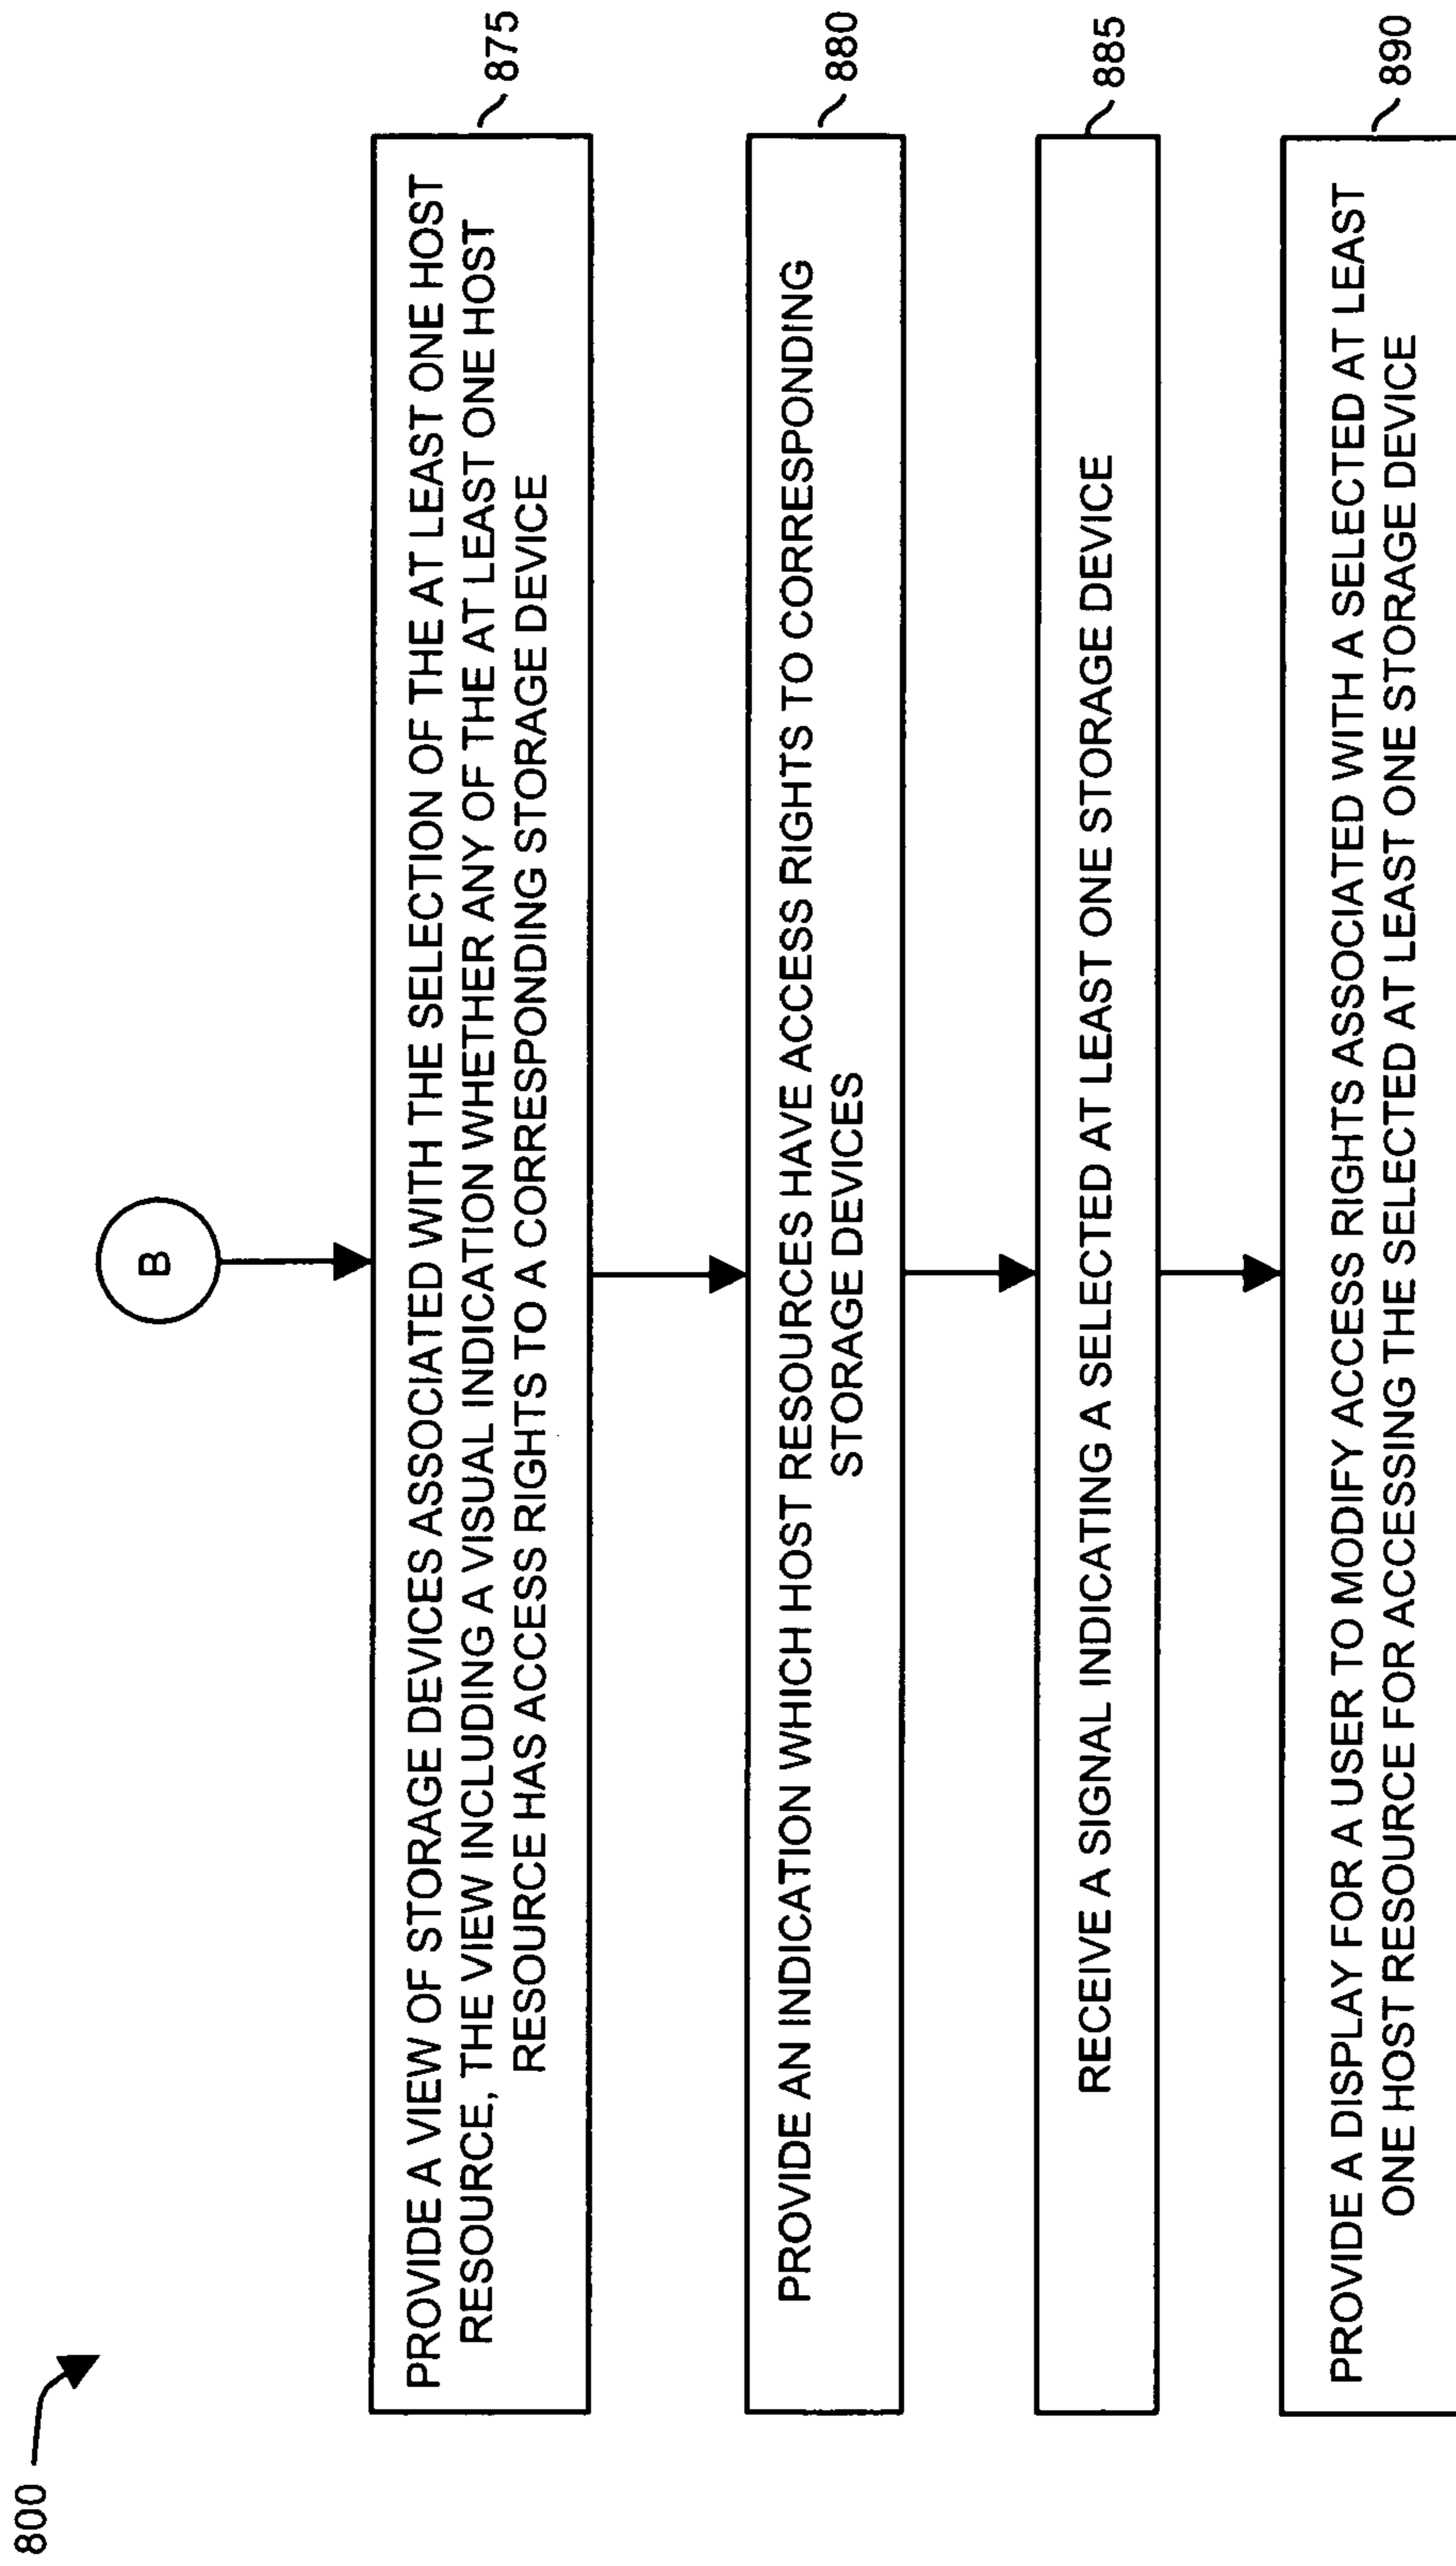 800
B
PROVIDE A VIEW OF STORAGE DEVICES ASSOCIATED WITH THE SELECTION OF THE AT LEAST ONE HOST
RESOURCE, THE VIEW INCLUDING A VISUAL INDICATION WHETHER ANY OF THE AT LEAST ONE HOST
RESOURCE HAS ACCESS RIGHTS TO A CORRESPONDING STORAGE DEVICE
875
PROVIDE AN INDICATION WHICH HOST RESOURCES HAVE ACCESS RIGHTS TO CORRESPONDING
STORAGE DEVICES
880
RECEIVE A SIGNAL INDICATING A SELECTED AT LEAST ONE STORAGE DEVICE
885
PROVIDE A DISPLAY FOR A USER TO MODIFY ACCESS RIGHTS ASSOCIATED WITH A SELECTED AT LEAST
ONE HOST RESOURCE FOR ACCESSING THE SELECTED AT LEAST ONE STORAGE DEVICE
890